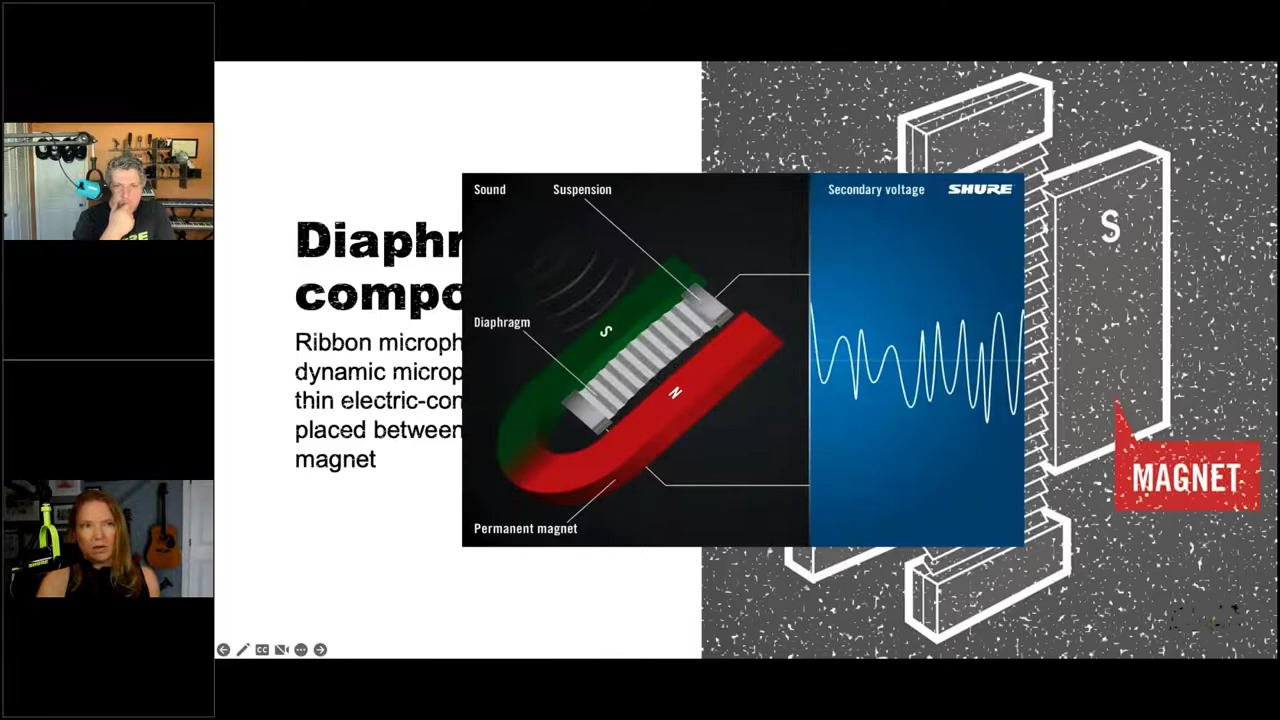 Diaphr
compo
Ribbon microph
dynamic microp
thin electric-con
placed between
magnet
Sound
Suspension
Diaphragm
S
N
Permanent magnet
Secondary voltage
SHURE
S
MAGNET
CC